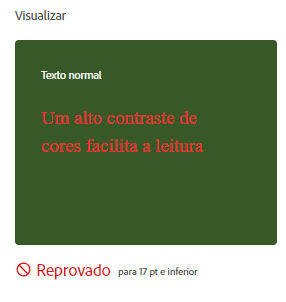 Visualizar
Texto normal
Um alto contraste de
cores facilita a leitura
Reprovado para 17 pt e inferior